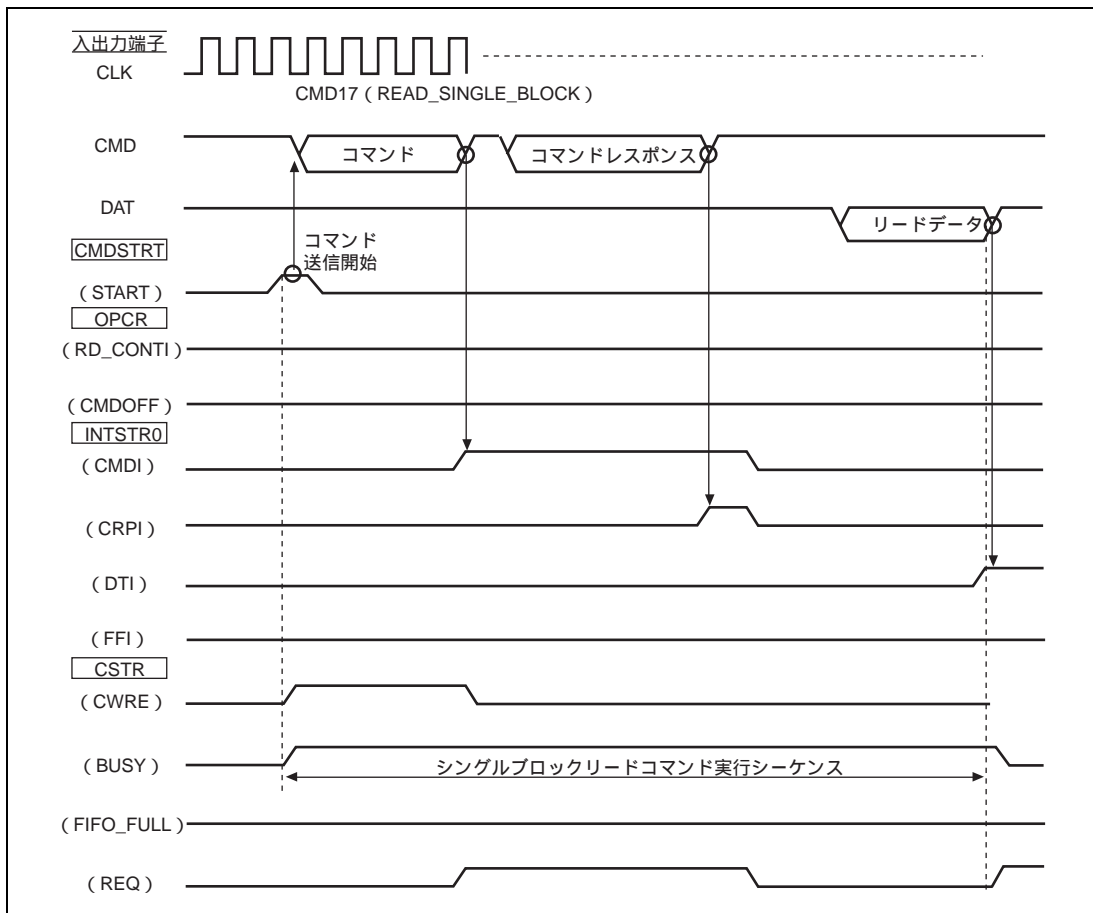 入出力端子
CLK
CMD17 ( READ_SINGLE_BLOCK )
CMD
コマンド
コマンドレスポンス
DAT
リードデータ
CMDSTRT
コマンド
送信開始
( START )
OPCR
( RD_CONTI )
( CMDOFF )
INTSTR0
( CMDI )
( CRPI )
( DTI )
( FFI )
CSTR
( CWRE )
( BUSY )
シングルブロックリードコマンド実行シーケンス
( FIFO_FULL )
( REQ )